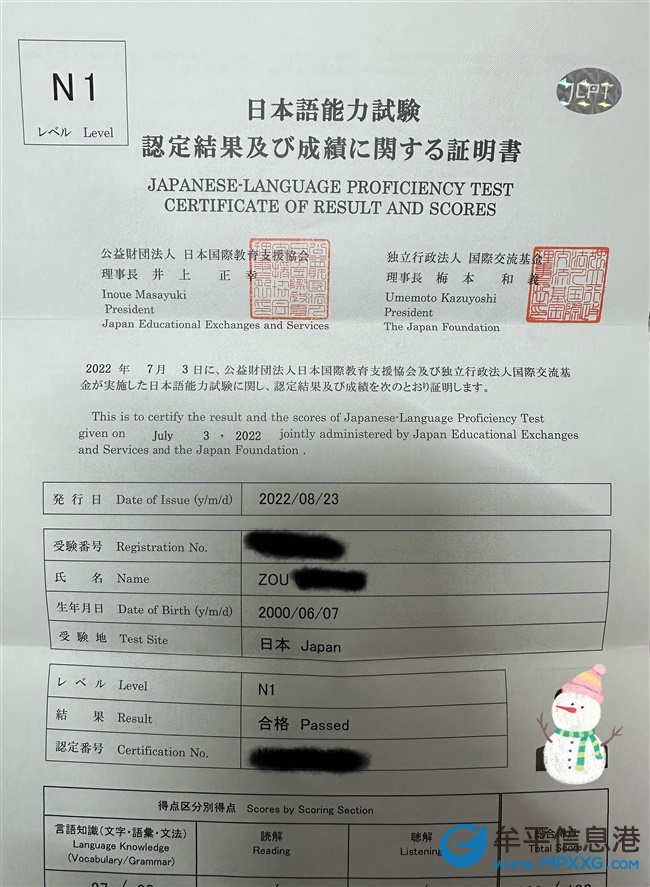 N1
レベル Level
JCPT
日本語能力試験
認定結果及び成績に関する証明書
JAPANESE-LANGUAGE PROFICIENCY TEST
CERTIFICATE OF RESULT AND SCORES
公益財団法人 日本国際教育支援協会
理事長 井上 正幸
Inoue Masayuki
President
Japan Educational Exchanges and Services
独立行政法人 国際交流基金
理事長 梅本 和義
Umemoto Kazuyoshi
President
The Japan Foundation
2022 年 7月 3日に、公益財団法人日本国際教育支援協会及び独立行政法人国際交流基
金が実施した日本語能力試験に関し、認定結果及び成績を次のとおり証明します。
This is to certify the result and the scores of Japanese-Language Proficiency Test
given on July 3 , 2022 jointly administered by Japan Educational Exchanges
and Services and the Japan Foundation .
発行日 Date of Issue (y/m/d) 2022/08/23
受験番号 Registration No.
氏 名 Name ZOU
生年月日 Date of Birth (y/m/d) 2000/06/07
受験地 Test Site 日本 Japan
レベル Level N1
結 果 Result 合格 Passed
認定番号 Certification No.
得点区分別得点 Scores by Scoring Section
総合得点
Total Score
言語知識(文字・語彙・文法)
Language Knowledge
(Vocabulary/Grammar)
読解
Reading
聴解
Listening
牟平信息港
www.MPXXG.com